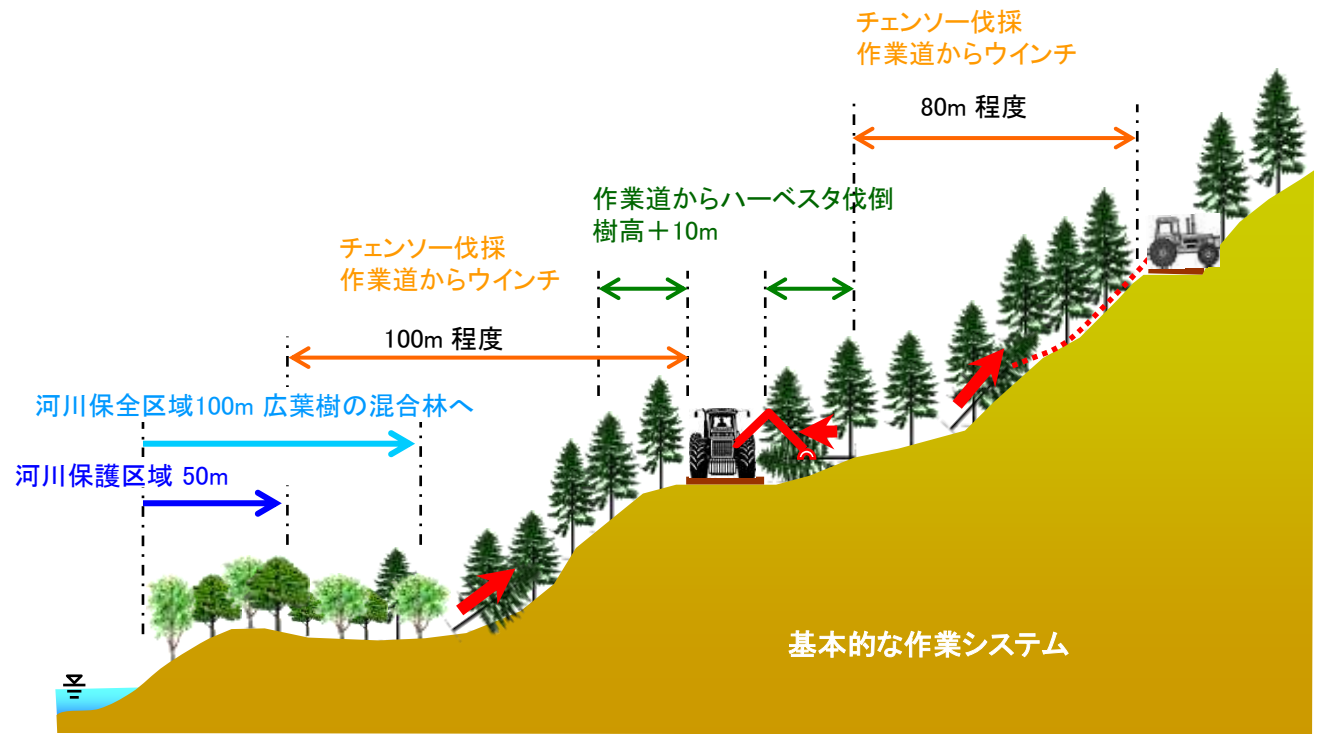 チェンソー伐採
作業道からウインチ
80m 程度
作業道からハーベスタ伐倒
樹高＋10m
チェンソー伐採
作業道からウインチ
100m 程度
河川保全区域100m 広葉樹の混合林へ
河川保護区域 50m
基本的な作業システム